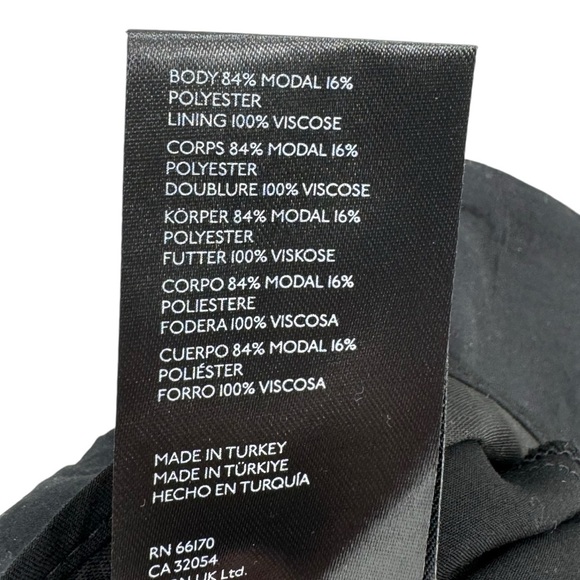 BODY 84% MODAL 16%
POLYESTER
LINING 100% VISCOSE
CORPS 84% MODAL 16%
POLYESTER
DOUBLURE 100% VISCOSE
KÖRPER 84% MODAL 16%
POLYESTER
FUTTER 100% VISKOSE
CORPO 84% MODAL 16%
POLIESTERE
FODERA 100% VISCOSA
CUERPO 84% MODAL 16%
POLIÉSTER
FORRO 100% VISCOSA
MADE IN TURKEY
MADE IN TÜRKIYE
HECHO EN TURQUÍA
RN 66170
CA 32054
UK Ltd.